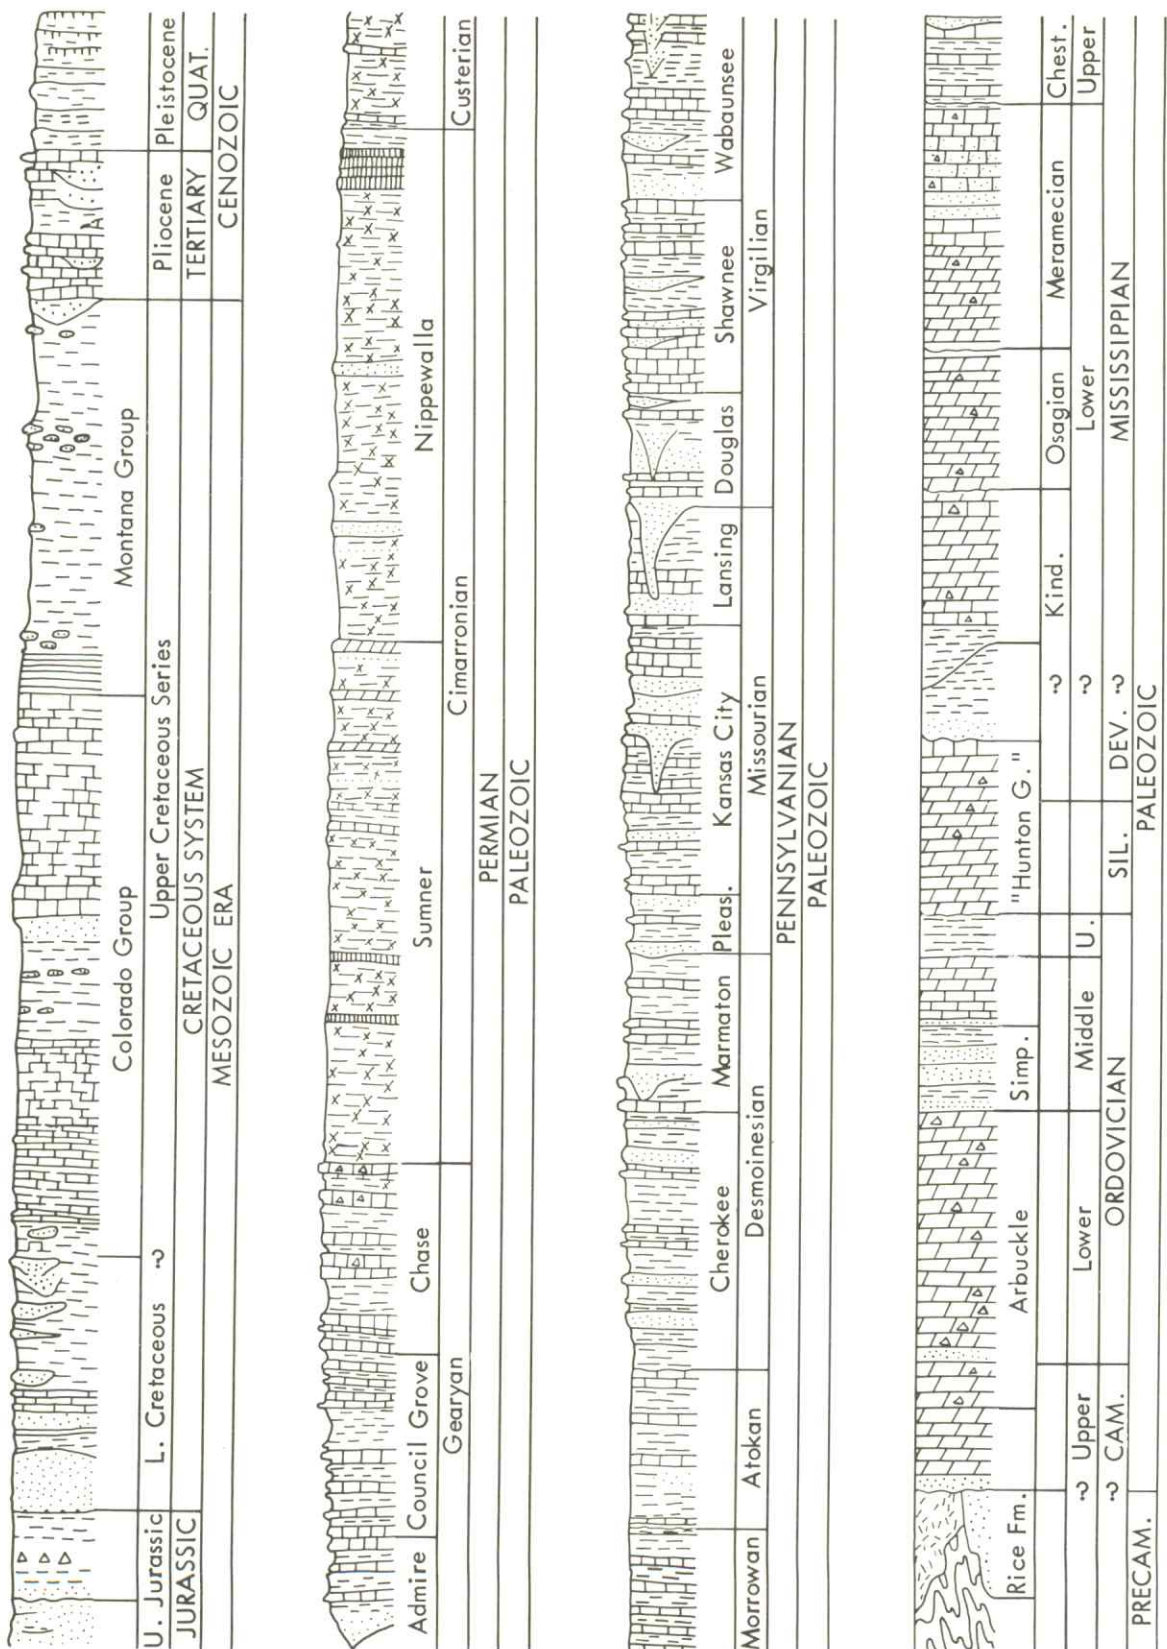 Pleistocene
QUAT.
Pliocene
TERTIARY
CENOZOIC
Montana Group
Colorado Group
Upper Cretaceous Series
L. Cretaceous ?
CRETACEOUS SYSTEM
MESOZOIC ERA
U. Jurassic
JURASSIC
Custerian
Nippewalla
Sumner
Cimarronian
Chase
Council Grove
Admire
Gearyan
PERMIAN
PALEOZOIC
Wabaunsee
Shawnee
Douglas
Virgilian
Lansing
Kansas City
Pleas.
Missourian
Marmaton
Cherokee
Desmoinesian
Atokan
Morrowan
PENNSYLVANIAN
PALEOZOIC
Chest.
Upper
Meramecian
Osagian
Kind.
Lower
MISSISSIPPIAN
?
?
DEV. ?
"Hunton G."
SIL.
U.
Simp.
Middle
Arbuckle
Lower
ORDOVICIAN
? Upper
? CAM.
PALEOZOIC
Rice Fm.
PRECAM.